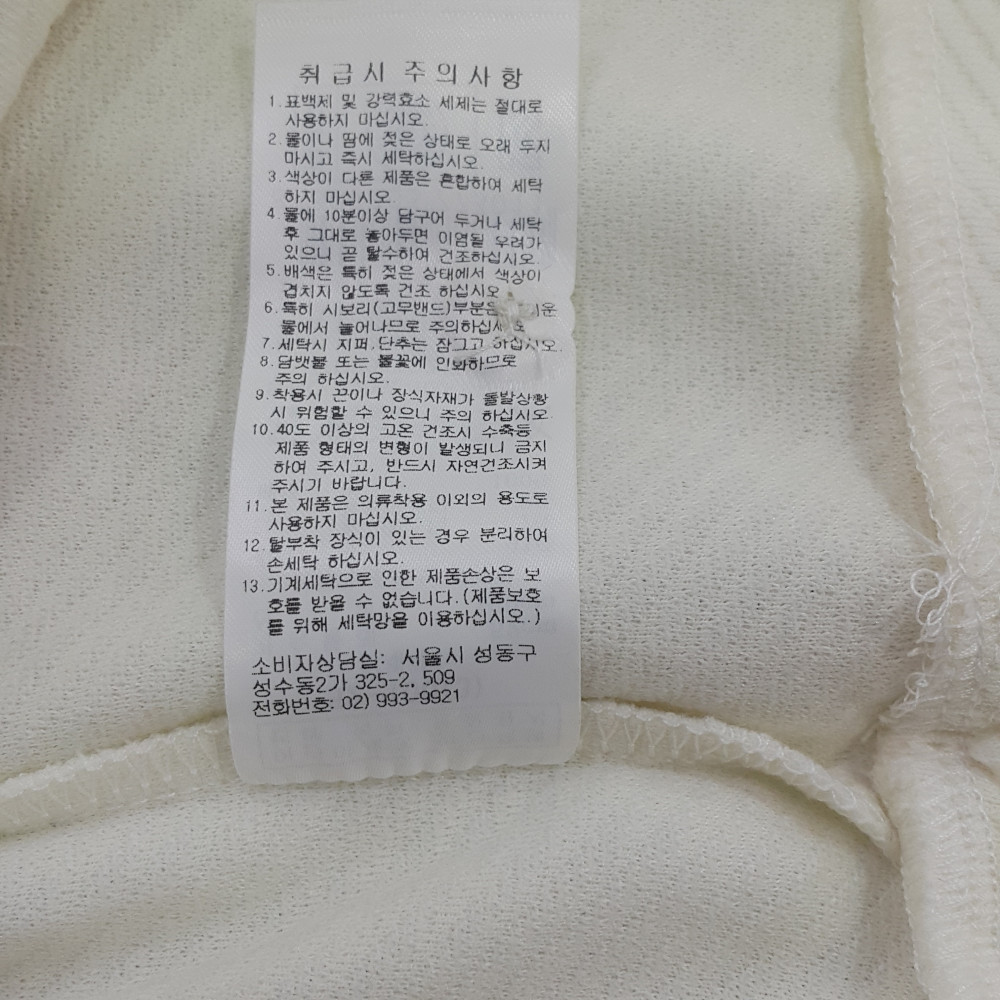 취급시 주의사항
1.표백제 및 강력효소 세제는 절대로
사용하지 마십시오.
2.물이나 땀에 젖은 상태로 오래 두지
마시고 즉시 세탁하십시오.
3.색상이 다른 제품은 혼합하여 세탁
하지 마십시오.
4.물에 10분이상 담구어 두거나 세탁
후 그대로 놓아두면 이염될 우려가
있으니 곧 탈수하여 건조하십시오.
5.배색은 특히 젖은 상태에서 색상이
겹치지 않도록 건조 하십시오
6.특히 시보리(고무밴드)부분은
물에서 늘어나므로 주의하십시오
7.세탁시 지퍼,단추는 잠그고 하십시오.
8.담뱃불 또는 불꽃에 인화하므로
주의 하십시오.
9.착용시 끈이나 장식자재가 돌발상황
시 위험할 수 있으니 주의 하십시오
10.40도 이상의 고온 건조시 수축등
제품 형태의 변형이 발생되니 금지
하여 주시고, 반드시 자연건조시켜
주시기 바랍니다.
11.본 제품은 의류착용 이외의 용도로
사용하지 마십시오.
12.탈부착 장식이 있는 경우 분리하여
손세탁 하십시오.
13.기계세탁으로 인한 제품손상은 보
호를 받을 수 없습니다.(제품보호
를 위해 세탁망을 이용하십시오.)
소비자상담실: 서울시 성동구
성수동2가 325-2, 509
전화번호: 02) 993-9921